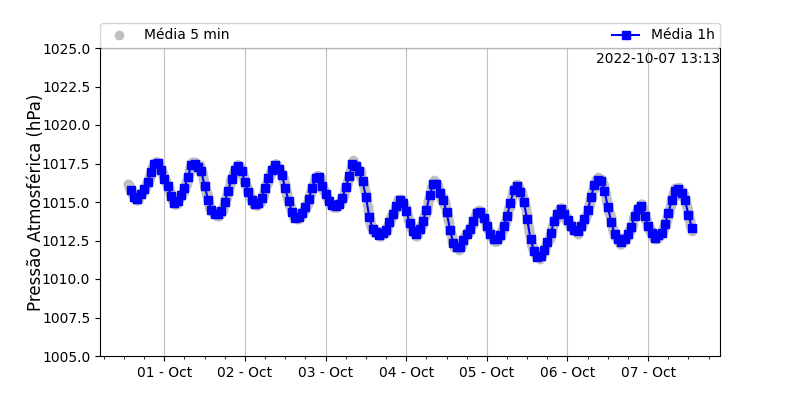 Média 5 min
Média 1h
2022-10-07 13:13
Pressão Atmosférica (hPa)
1025.0
1022.5
1020.0
1017.5
1015.0
1012.5
1010.0
1007.5
1005.0
01 - Oct
02 - Oct
03 - Oct
04 - Oct
05 - Oct
06 - Oct
07 - Oct